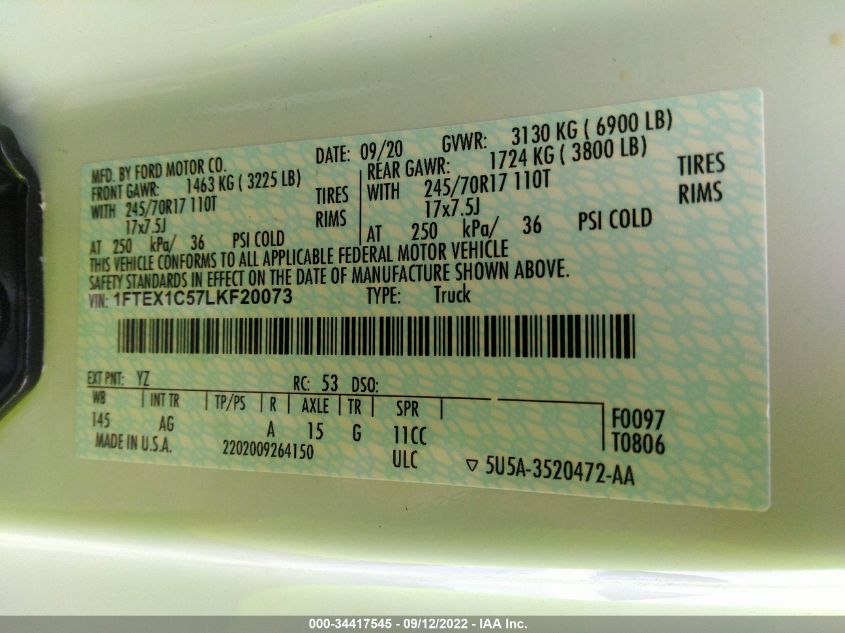 MFD. BY FORD MOTOR CO. DATE: 09/20 GVWR: 3130 KG ( 6900 LB)
FRONT GAWR: 1463 KG ( 3225 LB) REAR GAWR: 1724 KG ( 3800 LB)
WITH 245/70R17 110T TIRES WITH 245/70R17 110T TIRES
17x7.5J RIMS 17x7.5J RIMS
AT 250 kPa/ 36 PSI COLD AT 250 kPa/ 36 PSI COLD
THIS VEHICLE CONFORMS TO ALL APPLICABLE FEDERAL MOTOR VEHICLE
SAFETY STANDARDS IN EFFECT ON THE DATE OF MANUFACTURE SHOWN ABOVE.
VIN: 1FTEX1C57LKF20073 TYPE: Truck
EXT PNT: YZ RC: 53 DSO:
WB INT TR TP/PS R AXLE TR SPR F0097
145 AG A 15 G 11CC T0806
MADE IN U.S.A. 2202009264150 ULC 5U5A-3520472-AA
000-34417545 - 09/12/2022 - IAA Inc.